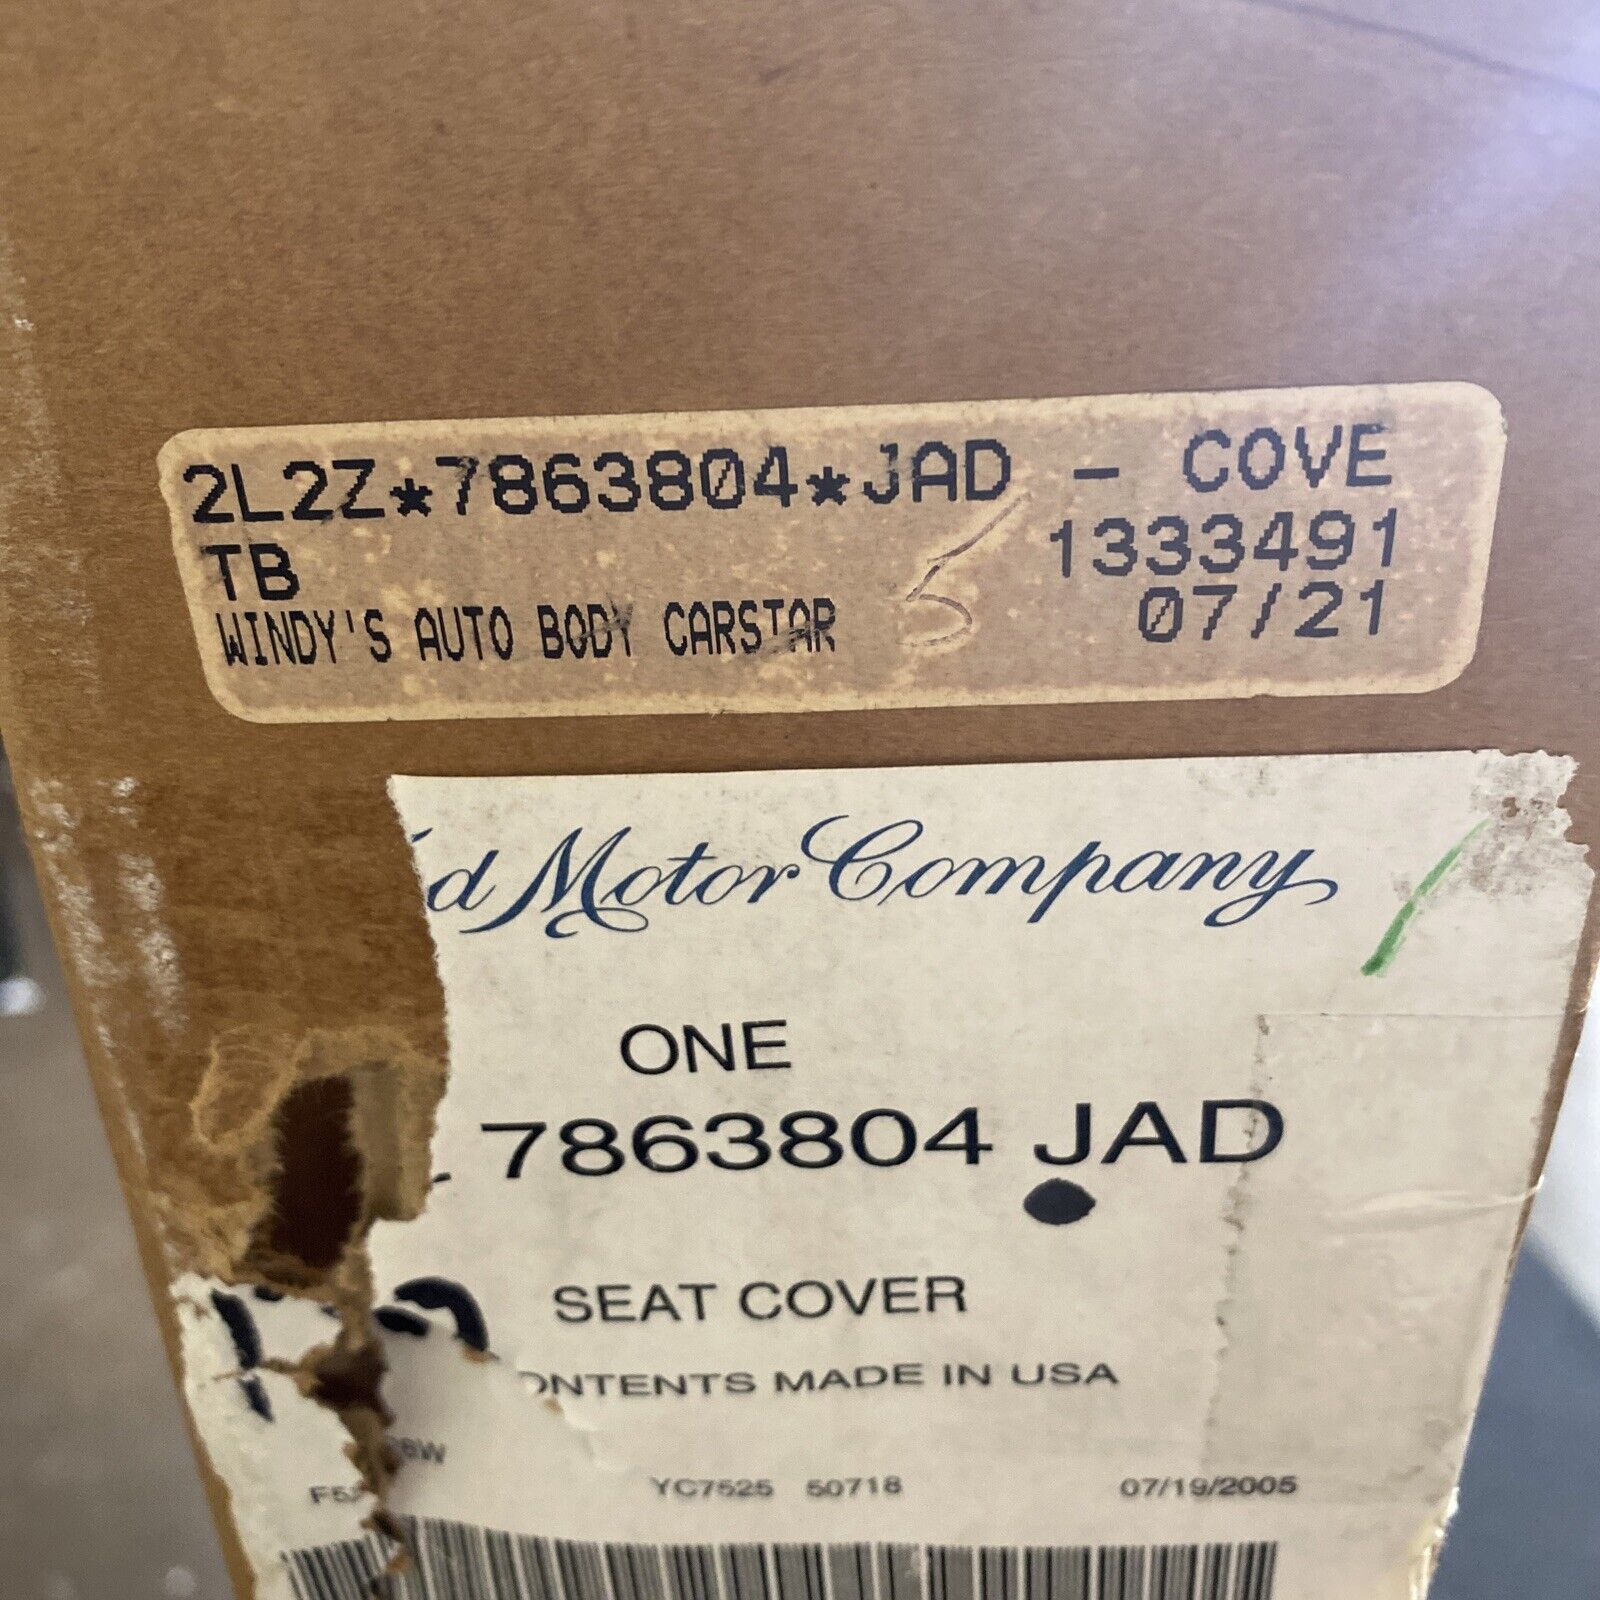 2L2Z*7863804*JAD - COVE
TB 1333491
WINDY'S AUTO BODY CARSTAR 5 07/21
d Motor Company
ONE
7863804 JAD
SEAT COVER
ONTENTS MADE IN USA
YC7525 50718 07/19/2005